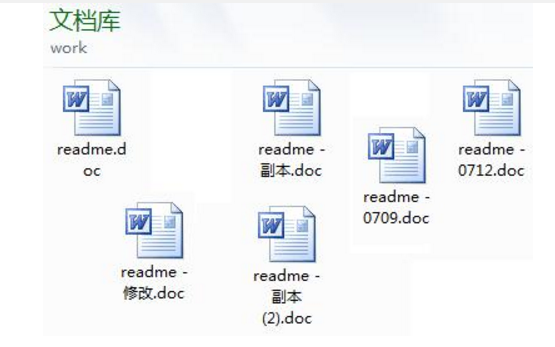 文档库
work
readme.d
oc
readme -
副本.doc
readme -
0709.doc
readme -
0712.doc
readme -
修改.doc
readme -
副本
(2).doc